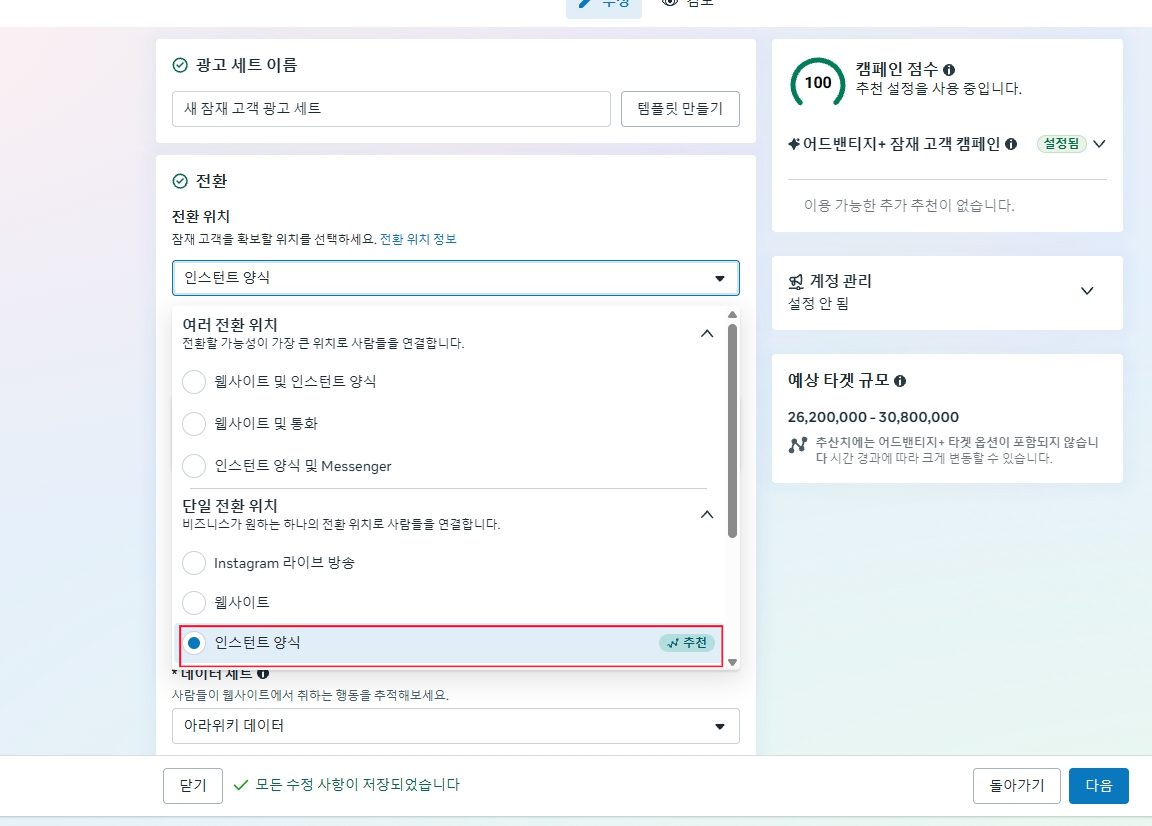 수정
검토
광고 세트 이름
새 잠재 고객 광고 세트
템플릿 만들기
전환
전환 위치
잠재 고객을 확보할 위치를 선택하세요. 전환 위치 정보
인스턴트 양식
여러 전환 위치
전환할 가능성이 가장 큰 위치로 사람들을 연결합니다.
웹사이트 및 인스턴트 양식
웹사이트 및 통화
인스턴트 양식 및 Messenger
단일 전환 위치
비즈니스가 원하는 하나의 전환 위치로 사람들을 연결합니다.
Instagram 라이브 방송
웹사이트
인스턴트 양식
추천
* 데이터 세트
사람들이 웹사이트에서 취하는 행동을 추적해보세요.
아라위키 데이터
100
캠페인 점수
추천 설정을 사용 중입니다.
어드밴티지+ 잠재 고객 캠페인
설정됨
이용 가능한 추가 추천이 없습니다.
계정 관리
설정 안 됨
예상 타겟 규모
26,200,000 - 30,800,000
추산치에는 어드밴티지+ 타겟 옵션이 포함되지 않습니
다 시간 경과에 따라 크게 변동할 수 있습니다.
닫기
모든 수정 사항이 저장되었습니다
돌아가기
다음